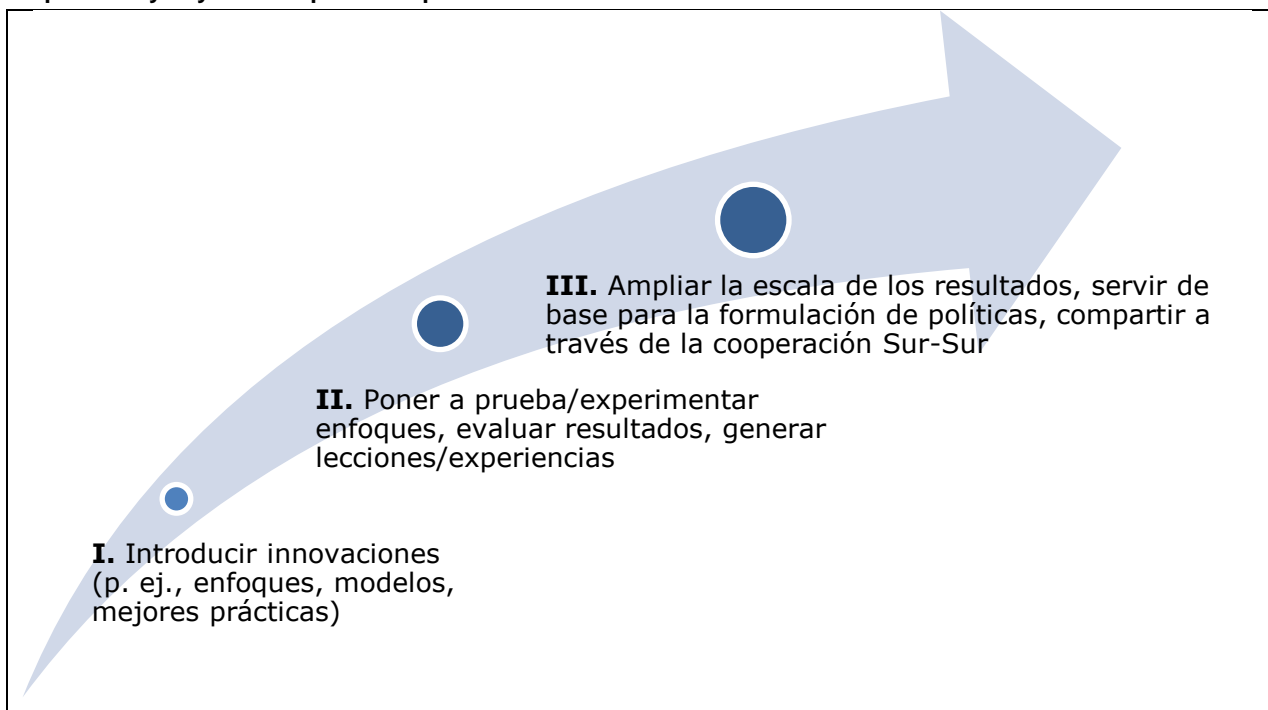 I. Introducir innovaciones
(p. ej., enfoques, modelos,
mejores prácticas)
II. Poner a prueba/experimentar
enfoques, evaluar resultados, generar
lecciones/experiencias
III. Ampliar la escala de los resultados, servir de
base para la formulación de políticas, compartir a
través de la cooperación Sur-Sur